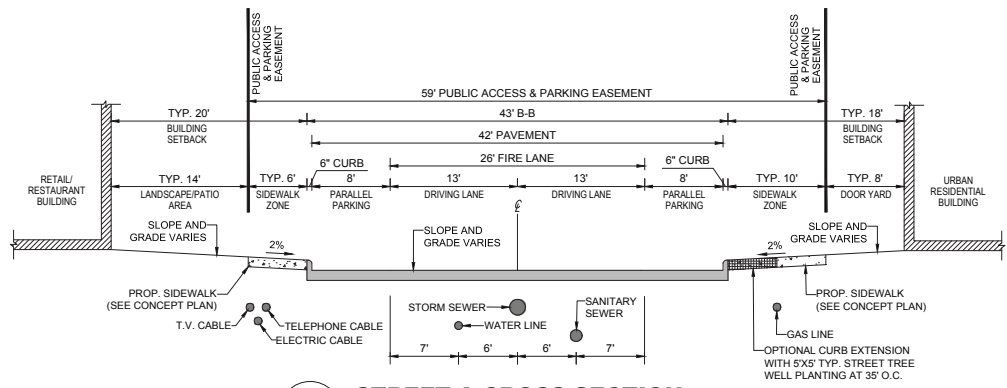 PUBLIC ACCESS
& PARKING
EASEMENT
PUBLIC ACCESS
& PARKING
EASEMENT
59' PUBLIC ACCESS & PARKING EASEMENT
TYP. 20'
BUILDING
SETBACK
43' B-B
TYP. 18'
BUILDING
SETBACK
42' PAVEMENT
6" CURB
26' FIRE LANE
6" CURB
RETAIL/
RESTAURANT
BUILDING
TYP. 14'
LANDSCAPE/PATIO
AREA
TYP. 6'
SIDEWALK
ZONE
8'
PARALLEL
PARKING
13'
DRIVING LANE
13'
DRIVING LANE
8'
PARALLEL
PARKING
TYP. 10'
SIDEWALK
ZONE
TYP. 8'
DOOR YARD
URBAN
RESIDENTIAL
BUILDING
℄
SLOPE AND
GRADE VARIES
2%
SLOPE AND
GRADE VARIES
2%
SLOPE AND
GRADE VARIES
PROP. SIDEWALK
(SEE CONCEPT PLAN)
T.V. CABLE
TELEPHONE CABLE
ELECTRIC CABLE
STORM SEWER
WATER LINE
SANITARY
SEWER
GAS LINE
PROP. SIDEWALK
(SEE CONCEPT PLAN)
OPTIONAL CURB EXTENSION
WITH 5'X5' TYP. STREET TREE
WELL PLANTING AT 35' O.C.
7'
6'
6'
7'
STREET A CROSS SECTION